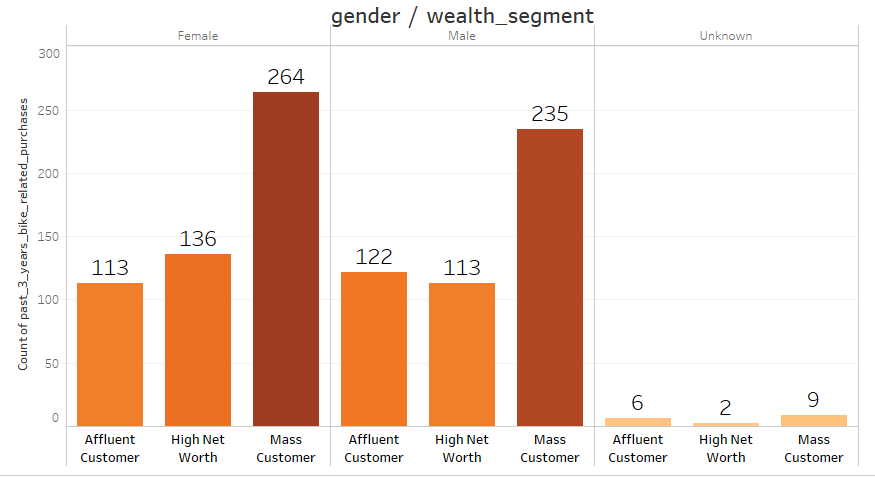 gender / wealth_segment
Female
Male
Unknown
Count of past_3_years_bike_related_purchases
300
250
200
150
100
50
0
113
136
264
122
113
235
6
2
9
Affluent
Customer
High Net
Worth
Mass
Customer
Affluent
Customer
High Net
Worth
Mass
Customer
Affluent
Customer
High Net
Worth
Mass
Customer